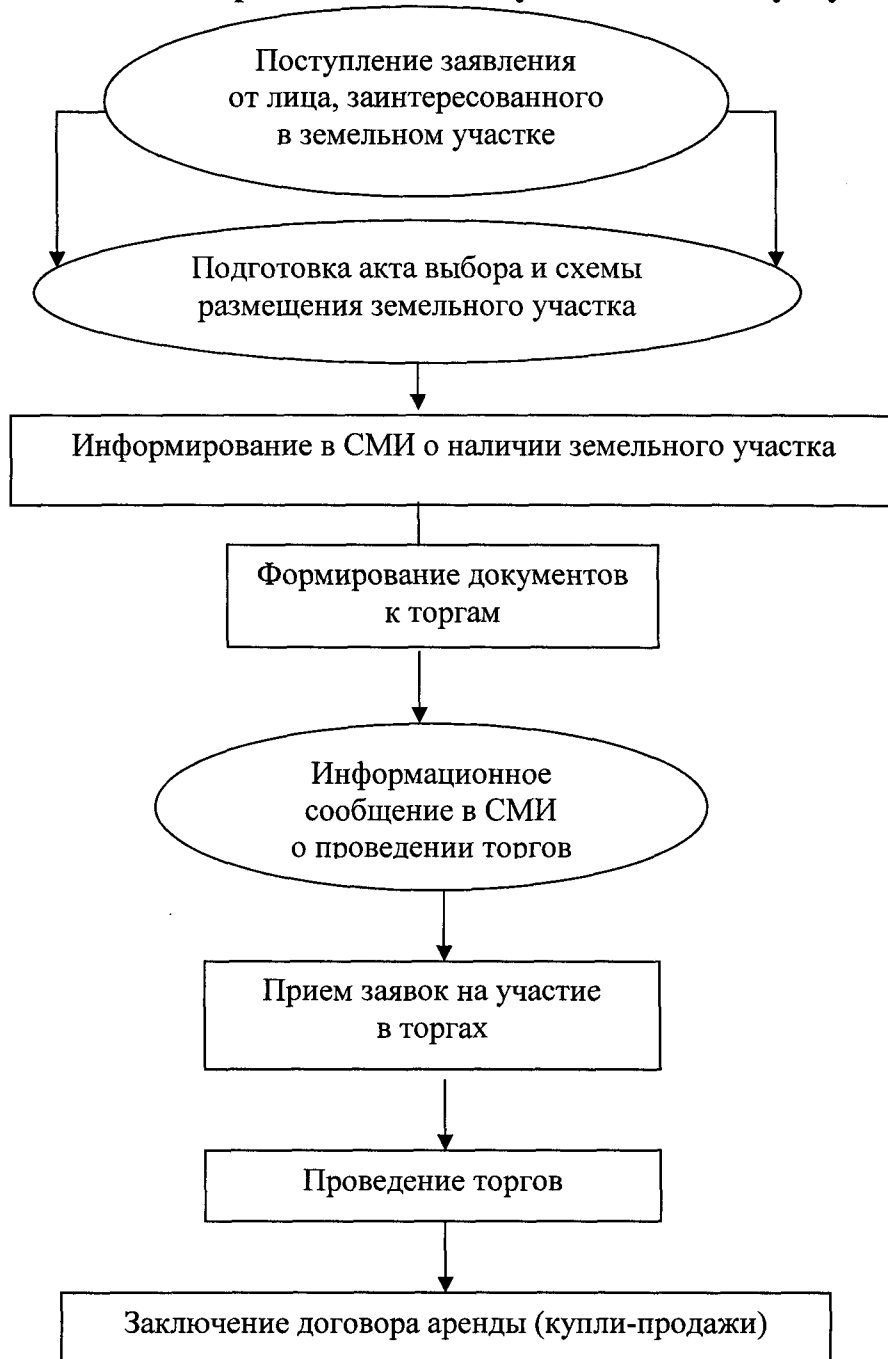 Поступление заявления
от лица, заинтересованного
в земельном участке
Подготовка акта выбора и схемы
размещения земельного участка
Информирование в СМИ о наличии земельного участка
Формирование документов
к торгам
Информационное
сообщение в СМИ
о проведении торгов
Прием заявок на участие
в торгах
Проведение торгов
Заключение договора аренды (купли-продажи)